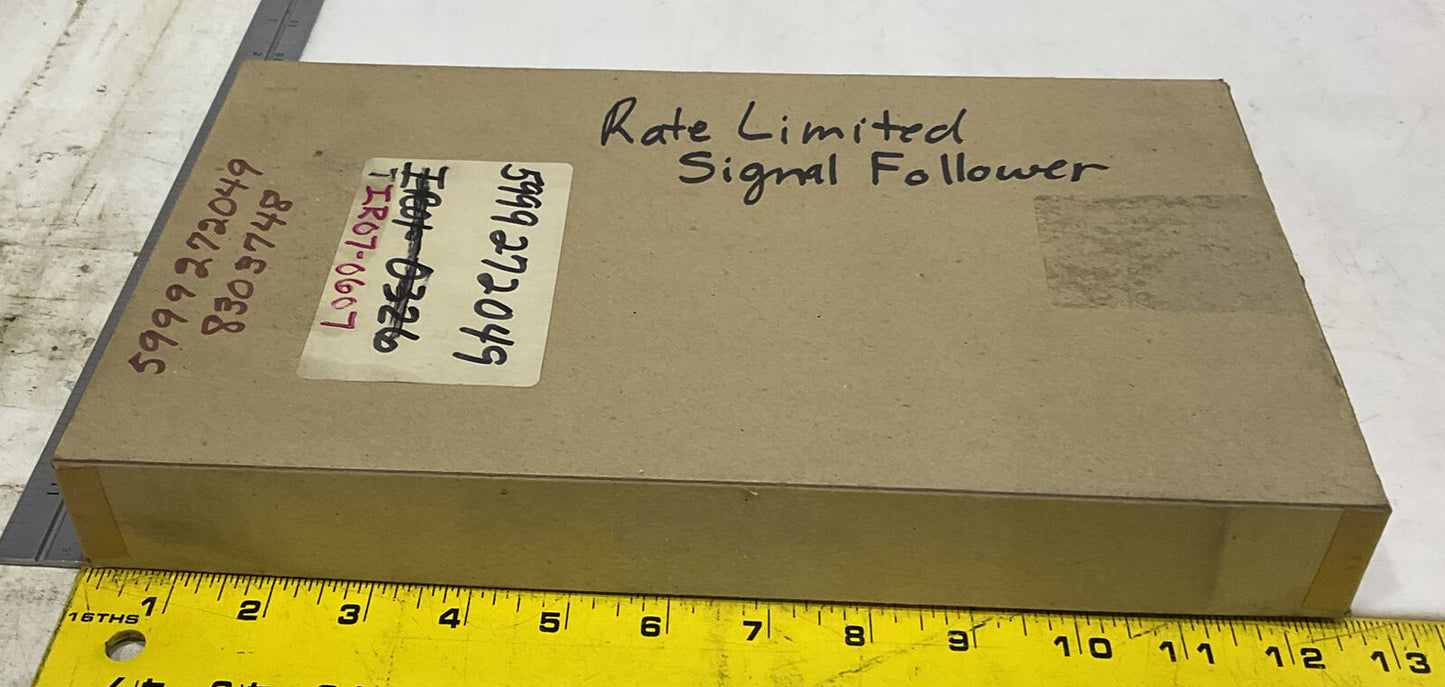 Rate Limited
Signal Follower
5999272049
8303748
5999272049
IR07-0607
16THS 1 2 3 4 5 6 7 8 9 10 11 12 13